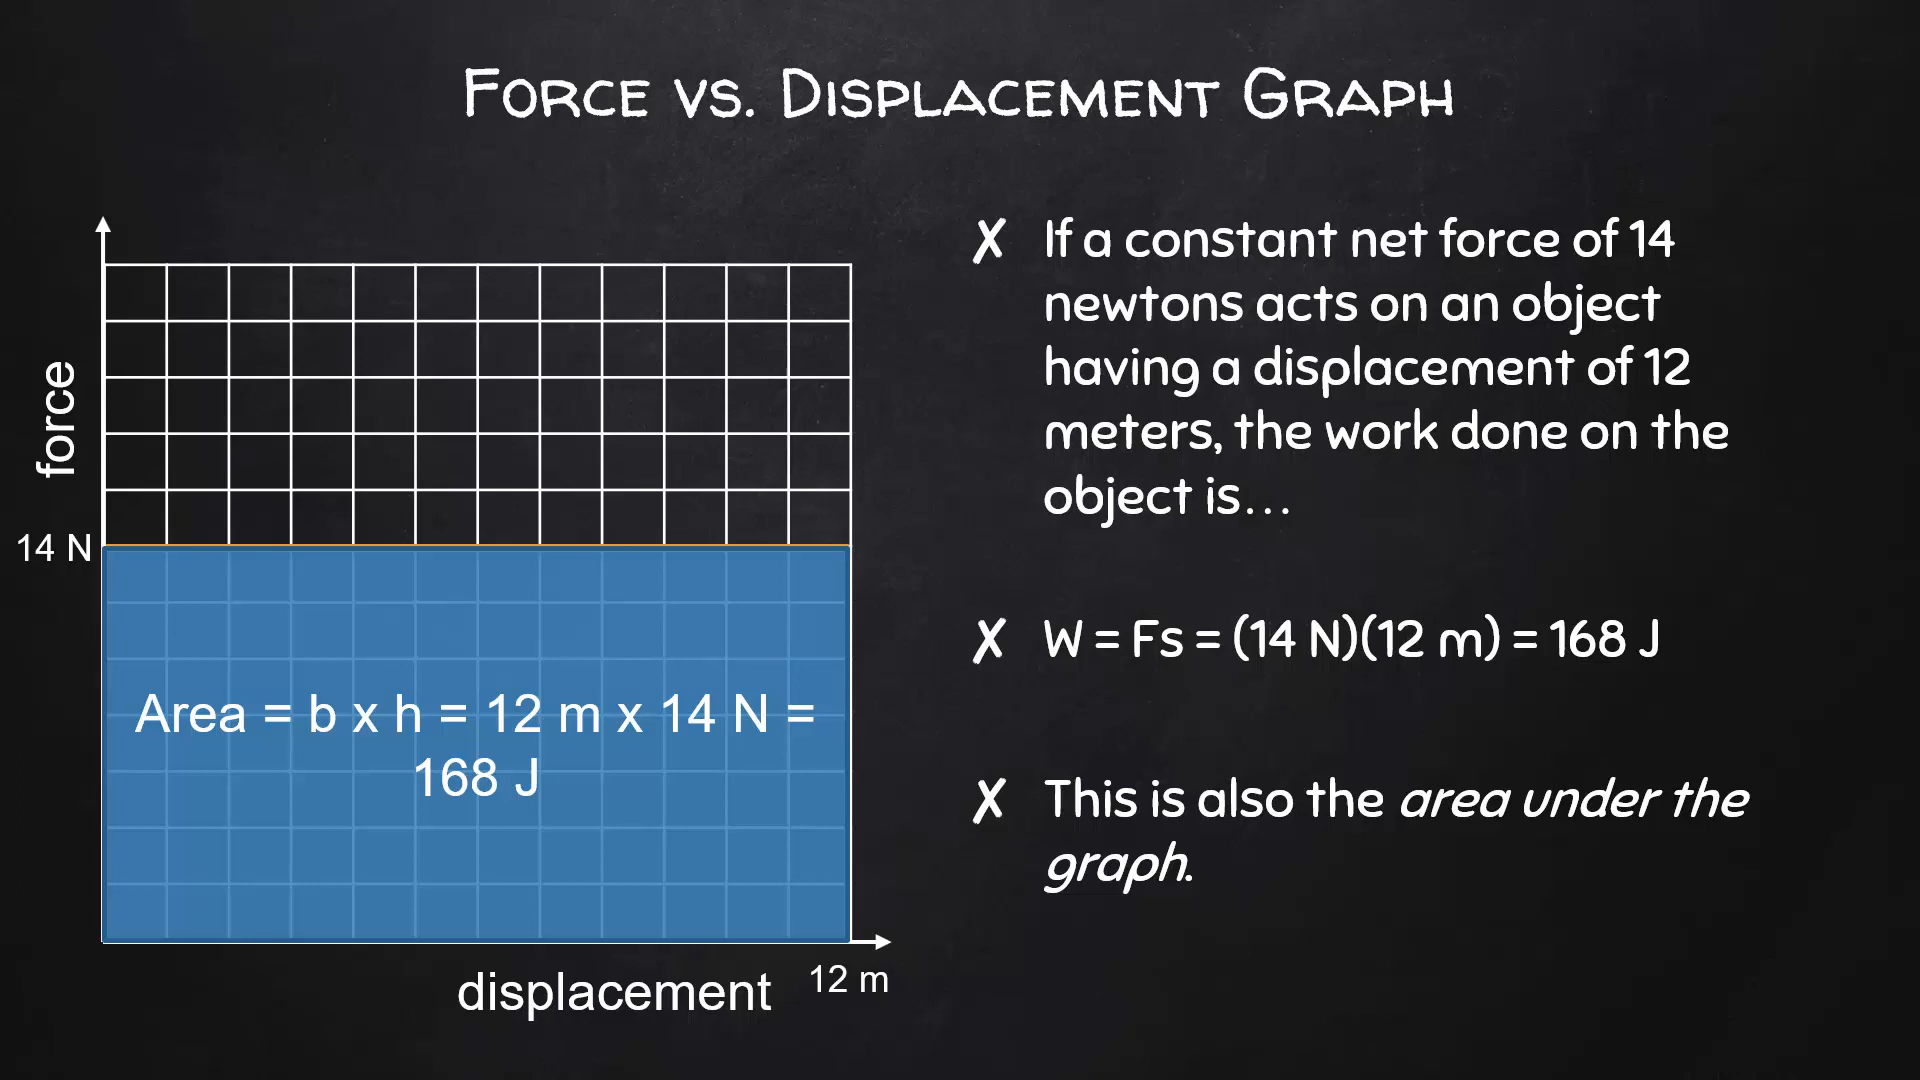 Force vs. Displacement Graph
force
14 N
Area = b x h = 12 m x 14 N =
168 J
displacement
12 m
✗ If a constant net force of 14
newtons acts on an object
having a displacement of 12
meters, the work done on the
object is…
✗ W = Fs = (14 N)(12 m) = 168 J
✗ This is also the area under the
graph.